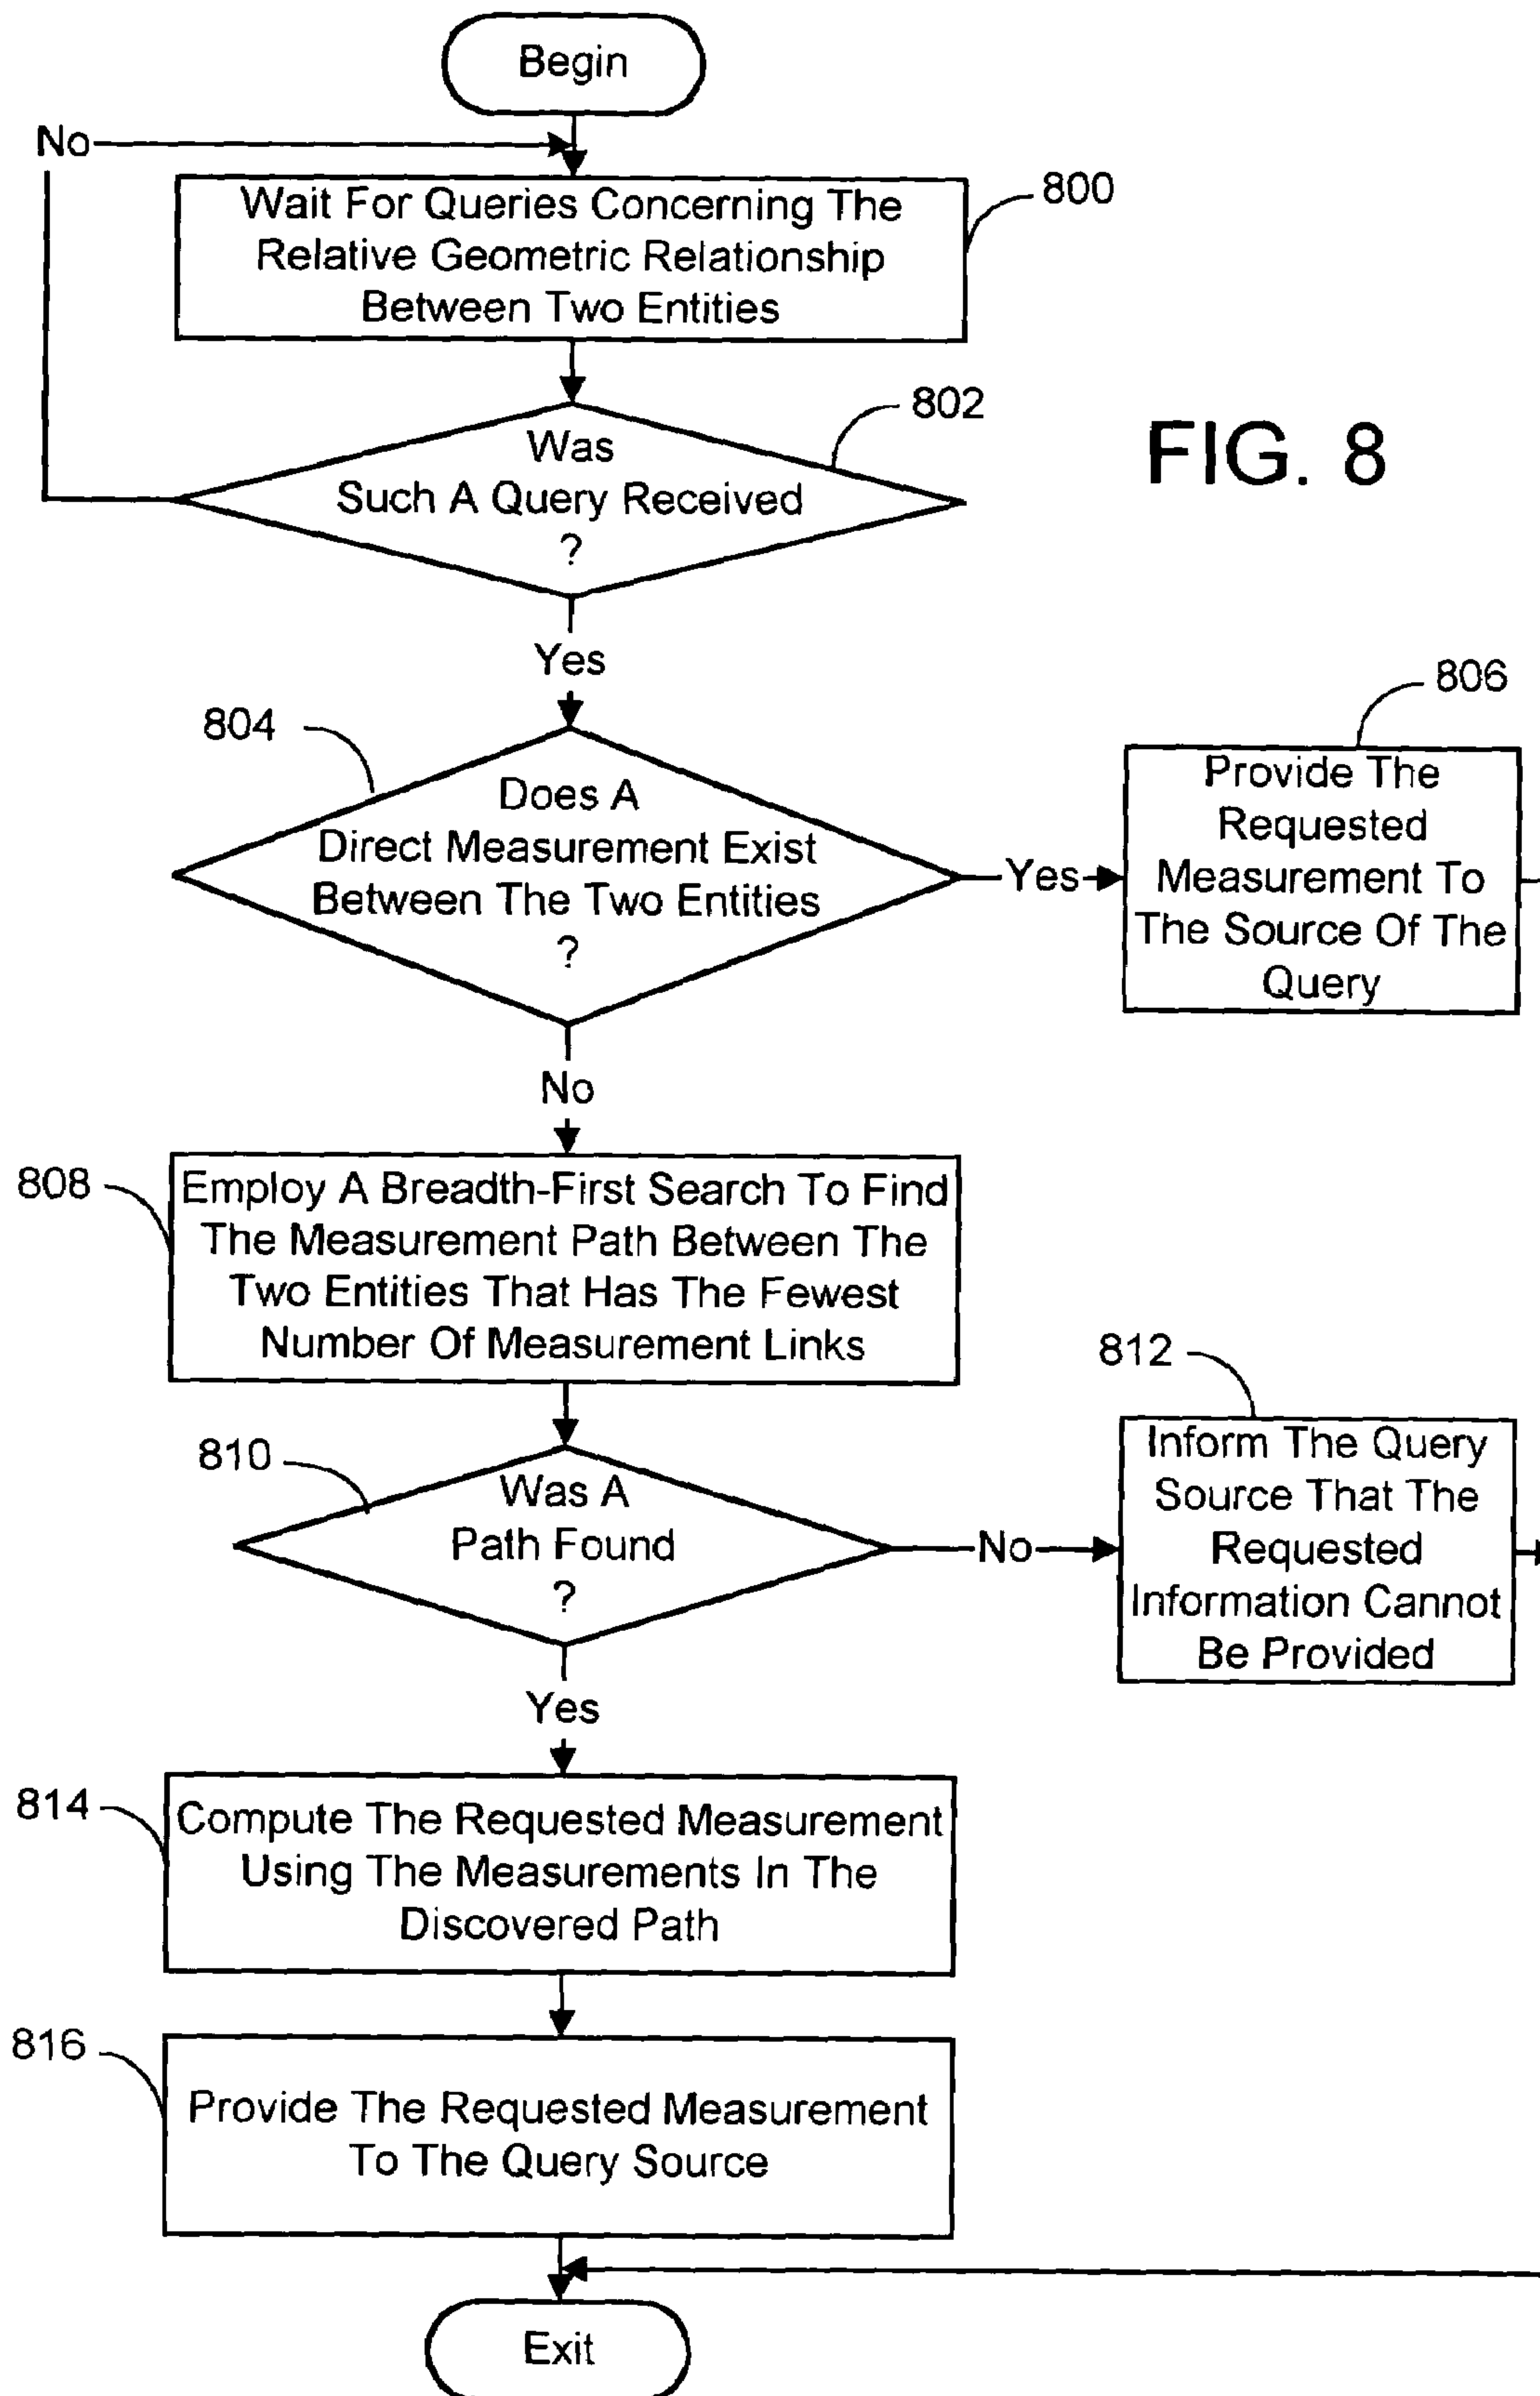 Begin
No
Wait For Queries Concerning The
Relative Geometric Relationship
Between Two Entities
800
802
Was
Such A Query Received
?
FIG. 8
Yes
804
Does A
Direct Measurement Exist
Between The Two Entities
?
Yes
806
Provide The
Requested
Measurement To
The Source Of The
Query
No
808
Employ A Breadth-First Search To Find
The Measurement Path Between The
Two Entities That Has The Fewest
Number Of Measurement Links
810
Was A
Path Found
?
No
812
Inform The Query
Source That The
Requested
Information Cannot
Be Provided
Yes
814
Compute The Requested Measurement
Using The Measurements In The
Discovered Path
816
Provide The Requested Measurement
To The Query Source
Exit